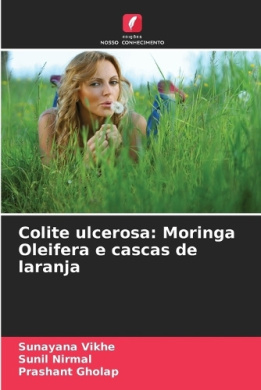 edições
NOSSO CONHECIMENTO
Colite ulcerosa: Moringa
Oleifera e cascas de
laranja
Sunayana Vikhe
Sunil Nirmal
Prashant Gholap